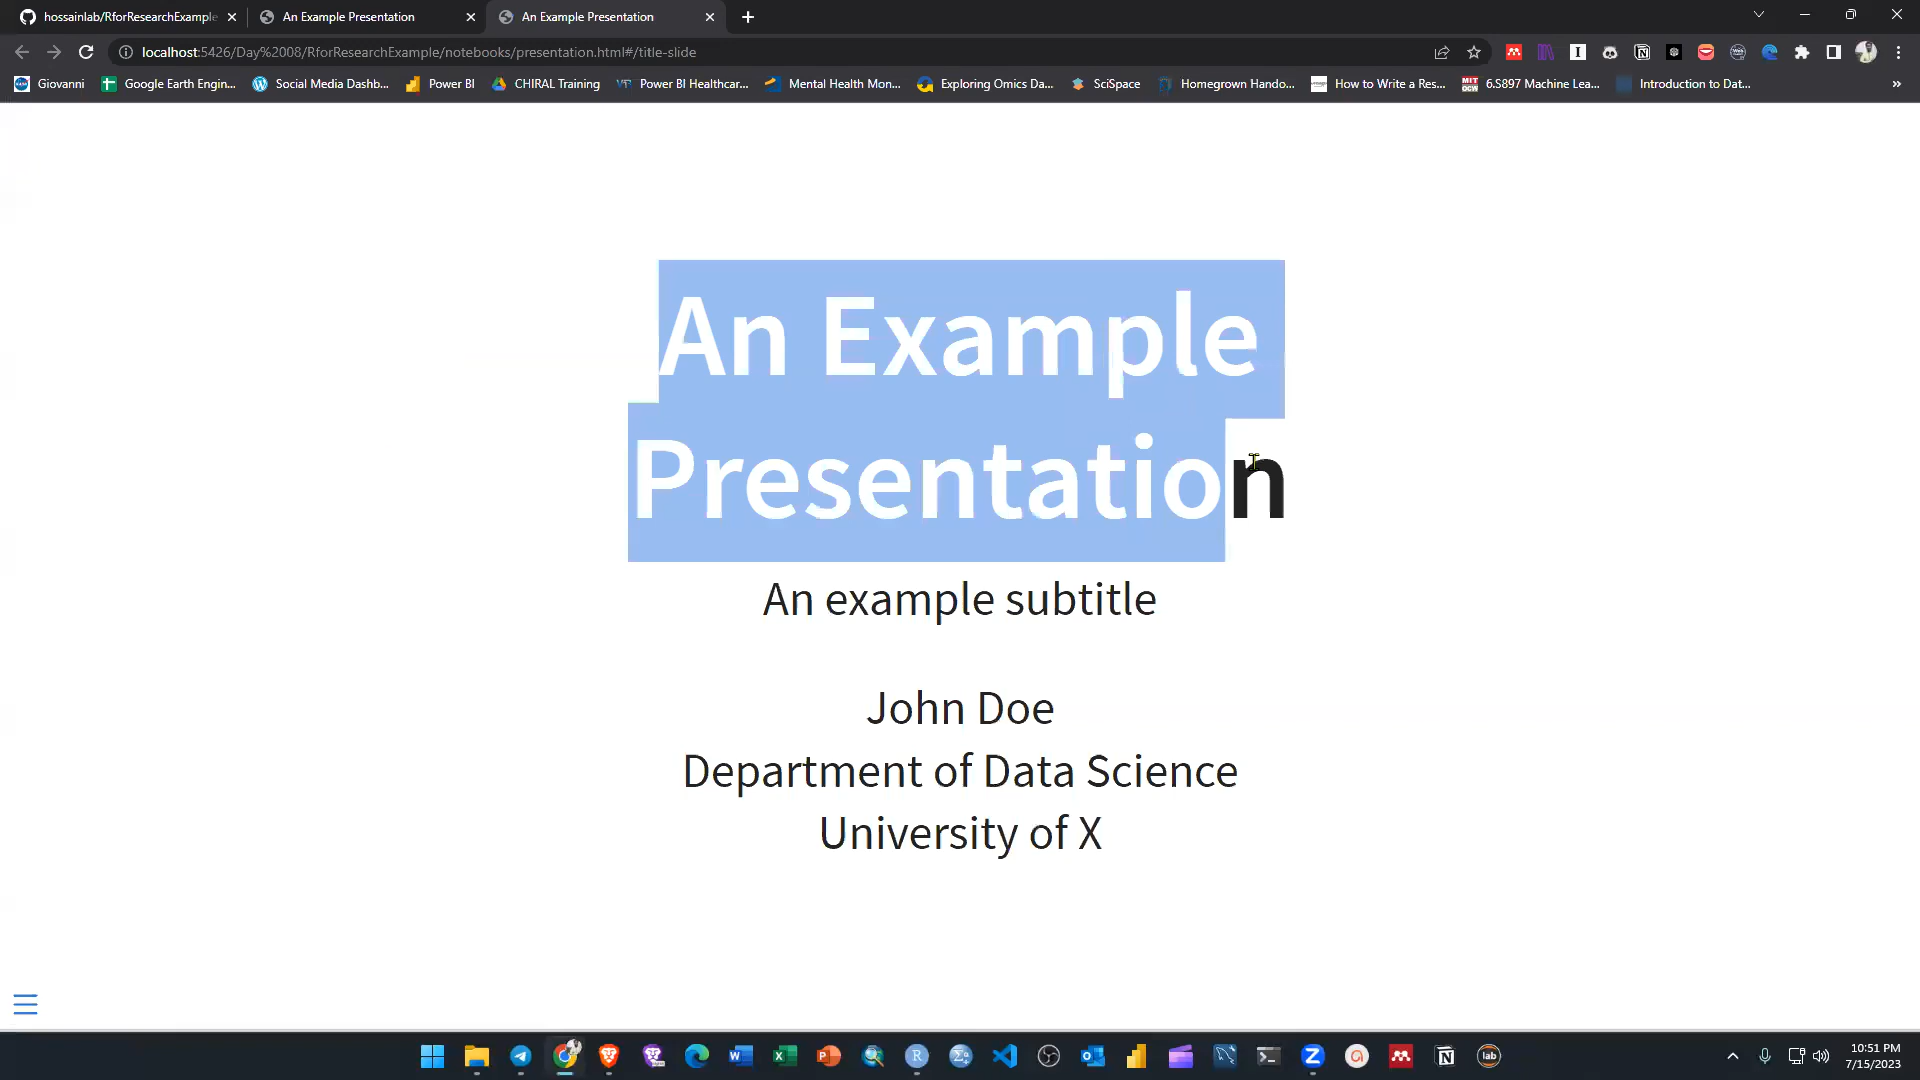 hossainlab/RforResearchExample
An Example Presentation
An Example Presentation
localhost:5426/Day%2008/RforResearchExample/notebooks/presentation.html#/title-slide
Giovanni
Google Earth Engin...
Social Media Dashb...
Power BI
CHIRAL Training
Power BI Healthcar...
Mental Health Mon...
Exploring Omics Da...
SciSpace
Homegrown Hando...
How to Write a Res...
6.S897 Machine Lea...
Introduction to Dat...
»
An Example
Presentation
An example subtitle
John Doe
Department of Data Science
University of X
lab
10:51 PM
7/15/2023